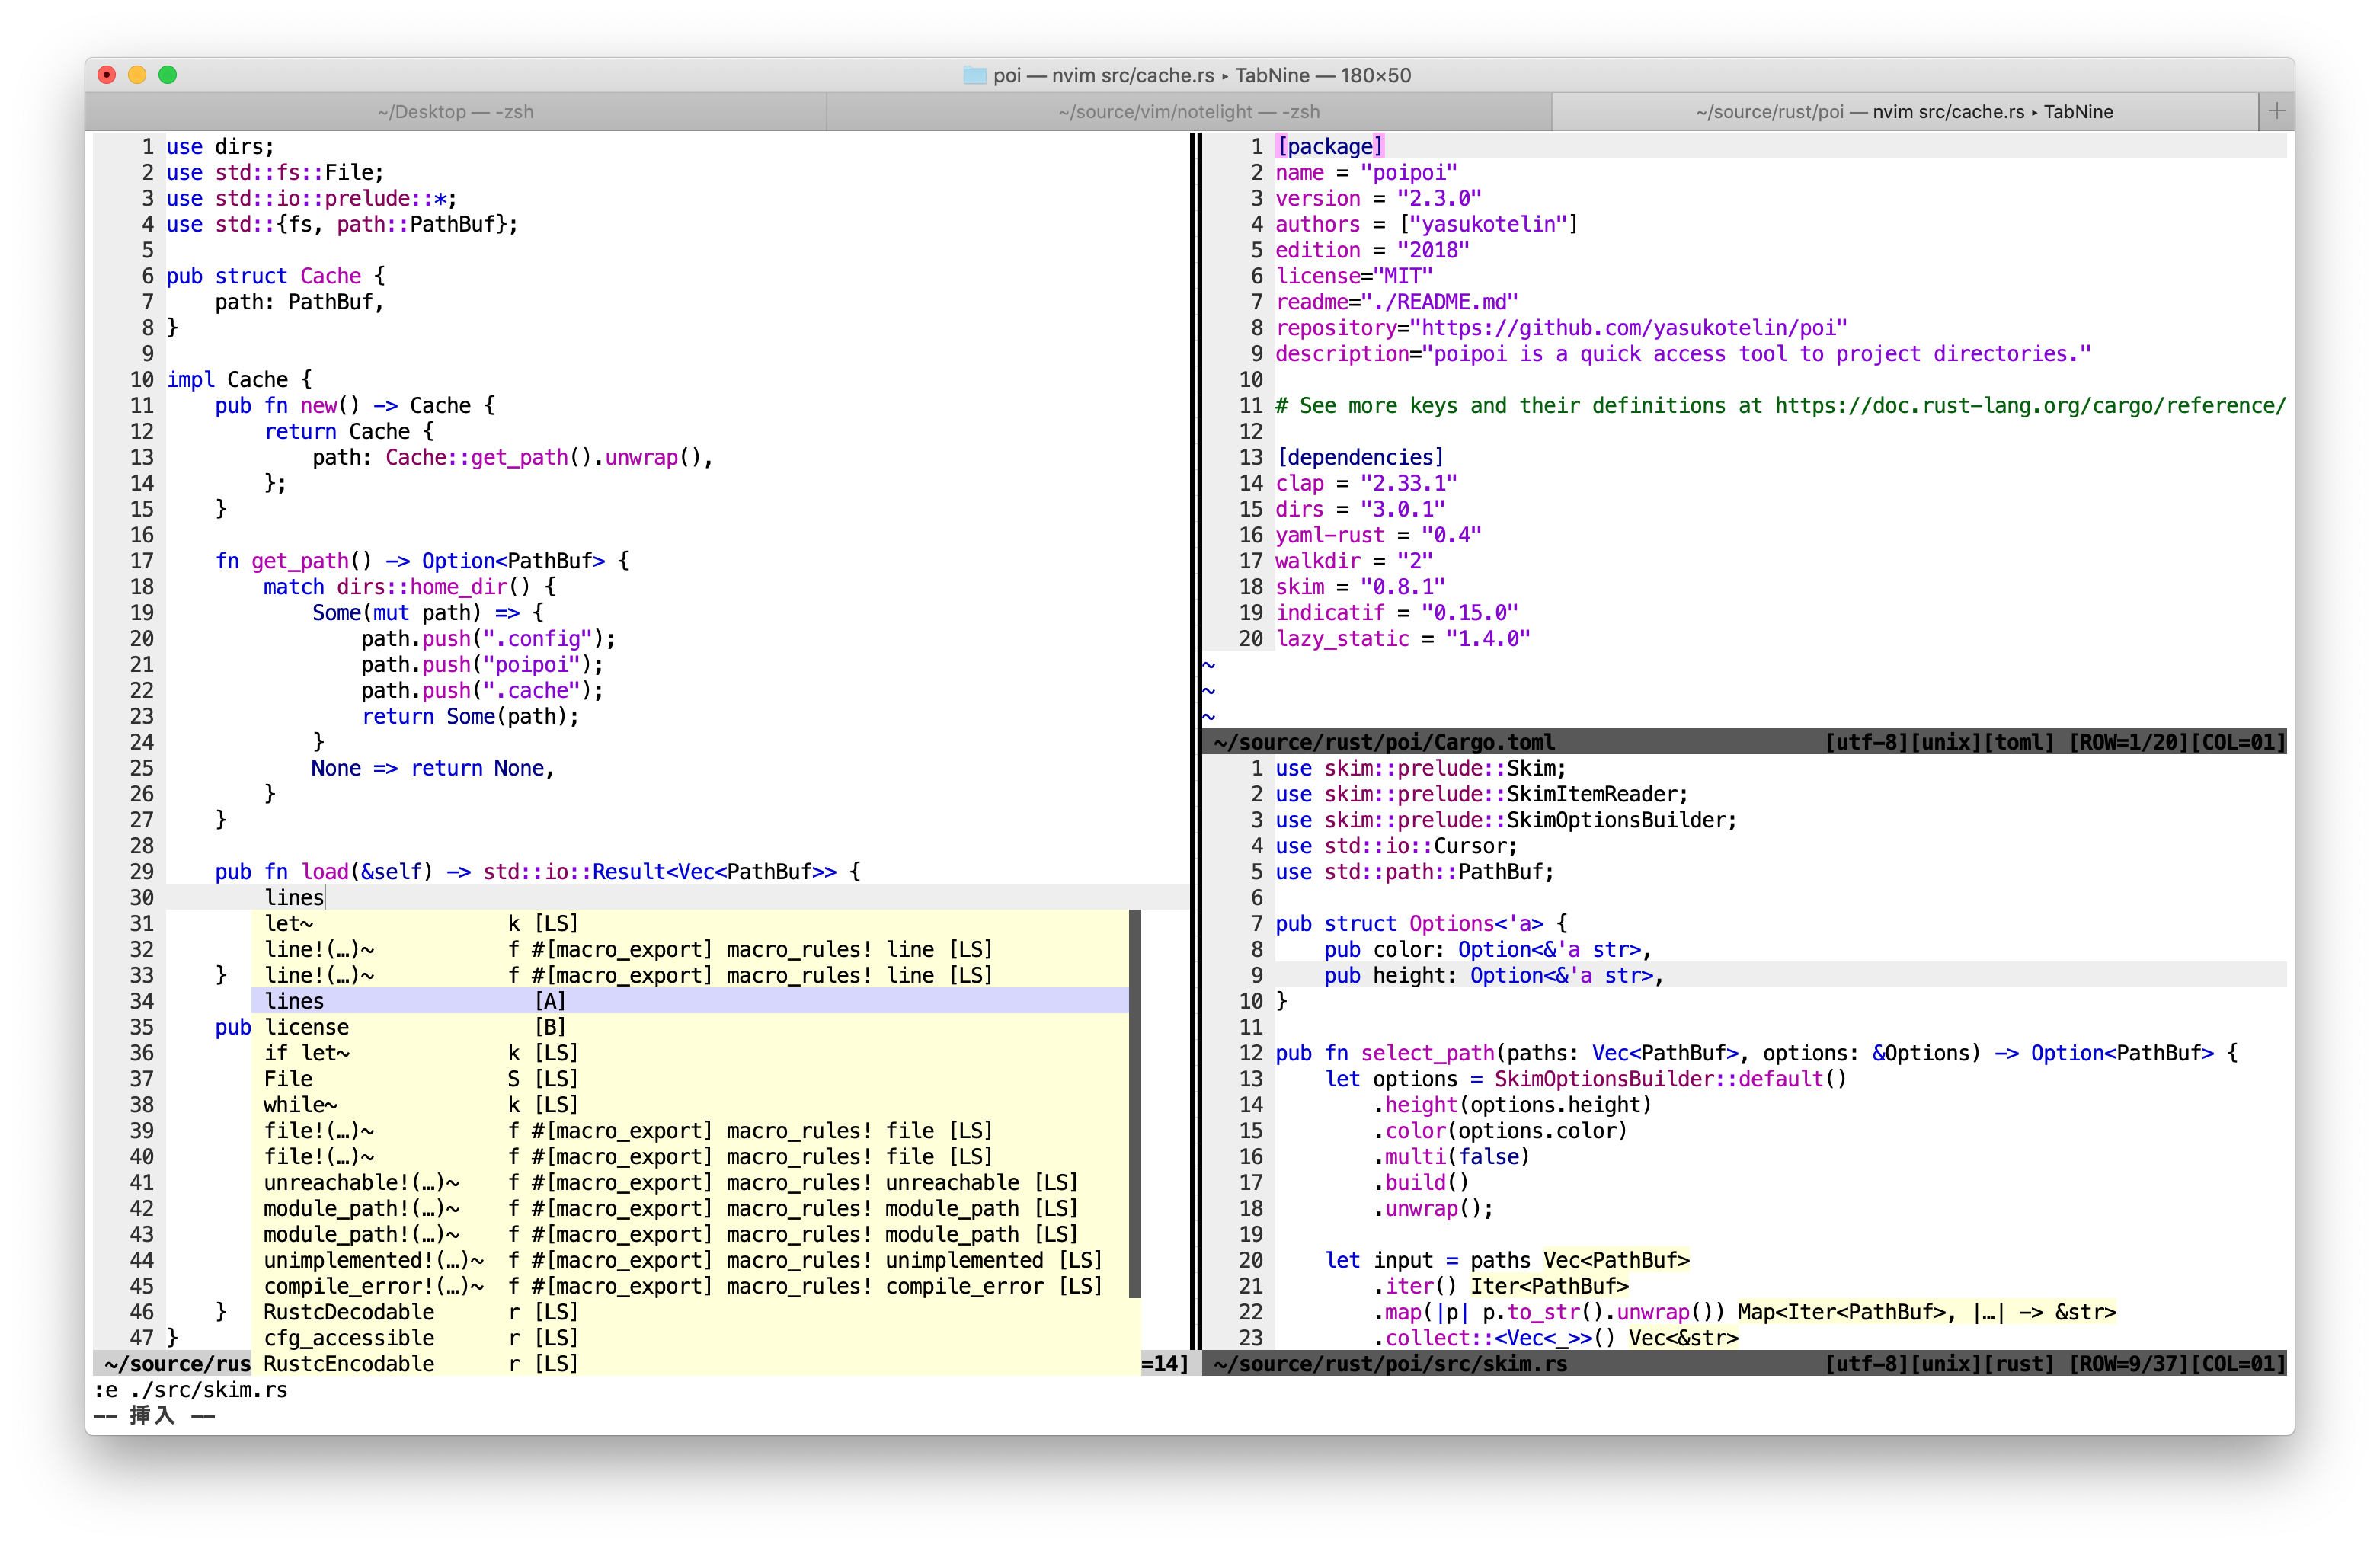 poi — nvim src/cache.rs ▸ TabNine — 180×50
~/Desktop — -zsh
~/source/vim/notelight — -zsh
~/source/rust/poi — nvim src/cache.rs ▸ TabNine
+
1 use dirs;
2 use std::fs::File;
3 use std::io::prelude::*;
4 use std::{fs, path::PathBuf};
5
6 pub struct Cache {
7     path: PathBuf,
8 }
9
10 impl Cache {
11     pub fn new() -> Cache {
12         return Cache {
13             path: Cache::get_path().unwrap(),
14         };
15     }
16
17     fn get_path() -> Option<PathBuf> {
18         match dirs::home_dir() {
19             Some(mut path) => {
20                 path.push(".config");
21                 path.push("poipoi");
22                 path.push(".cache");
23                 return Some(path);
24             }
25             None => return None,
26         }
27     }
28
29     pub fn load(&self) -> std::io::Result<Vec<PathBuf>> {
30         lines
31         let~ k [LS]
32         line!(…)~ f #[macro_export] macro_rules! line [LS]
33     }   line!(…)~ f #[macro_export] macro_rules! line [LS]
34         lines [A]
35     pub license [B]
36         if let~ k [LS]
37         File S [LS]
38         while~ k [LS]
39         file!(…)~ f #[macro_export] macro_rules! file [LS]
40         file!(…)~ f #[macro_export] macro_rules! file [LS]
41         unreachable!(…)~ f #[macro_export] macro_rules! unreachable [LS]
42         module_path!(…)~ f #[macro_export] macro_rules! module_path [LS]
43         module_path!(…)~ f #[macro_export] macro_rules! module_path [LS]
44         unimplemented!(…)~ f #[macro_export] macro_rules! unimplemented [LS]
45         compile_error!(…)~ f #[macro_export] macro_rules! compile_error [LS]
46     }   RustcDecodable r [LS]
47 }       cfg_accessible r [LS]
~/source/rus RustcEncodable r [LS] =14]
1 [package]
2 name = "poipoi"
3 version = "2.3.0"
4 authors = ["yasukotelin"]
5 edition = "2018"
6 license="MIT"
7 readme="./README.md"
8 repository="https://github.com/yasukotelin/poi"
9 description="poipoi is a quick access tool to project directories."
10
11 # See more keys and their definitions at https://doc.rust-lang.org/cargo/reference/
12
13 [dependencies]
14 clap = "2.33.1"
15 dirs = "3.0.1"
16 yaml-rust = "0.4"
17 walkdir = "2"
18 skim = "0.8.1"
19 indicatif = "0.15.0"
20 lazy_static = "1.4.0"
~
~
~
~/source/rust/poi/Cargo.toml [utf-8][unix][toml] [ROW=1/20][COL=01]
1 use skim::prelude::Skim;
2 use skim::prelude::SkimItemReader;
3 use skim::prelude::SkimOptionsBuilder;
4 use std::io::Cursor;
5 use std::path::PathBuf;
6
7 pub struct Options<'a> {
8     pub color: Option<&'a str>,
9     pub height: Option<&'a str>,
10 }
11
12 pub fn select_path(paths: Vec<PathBuf>, options: &Options) -> Option<PathBuf> {
13     let options = SkimOptionsBuilder::default()
14         .height(options.height)
15         .color(options.color)
16         .multi(false)
17         .build()
18         .unwrap();
19
20     let input = paths Vec<PathBuf>
21         .iter() Iter<PathBuf>
22         .map(|p| p.to_str().unwrap()) Map<Iter<PathBuf>, |…| -> &str>
23         .collect::<Vec<_>>() Vec<&str>
~/source/rust/poi/src/skim.rs [utf-8][unix][rust] [ROW=9/37][COL=01]
:e ./src/skim.rs
-- 挿入 --